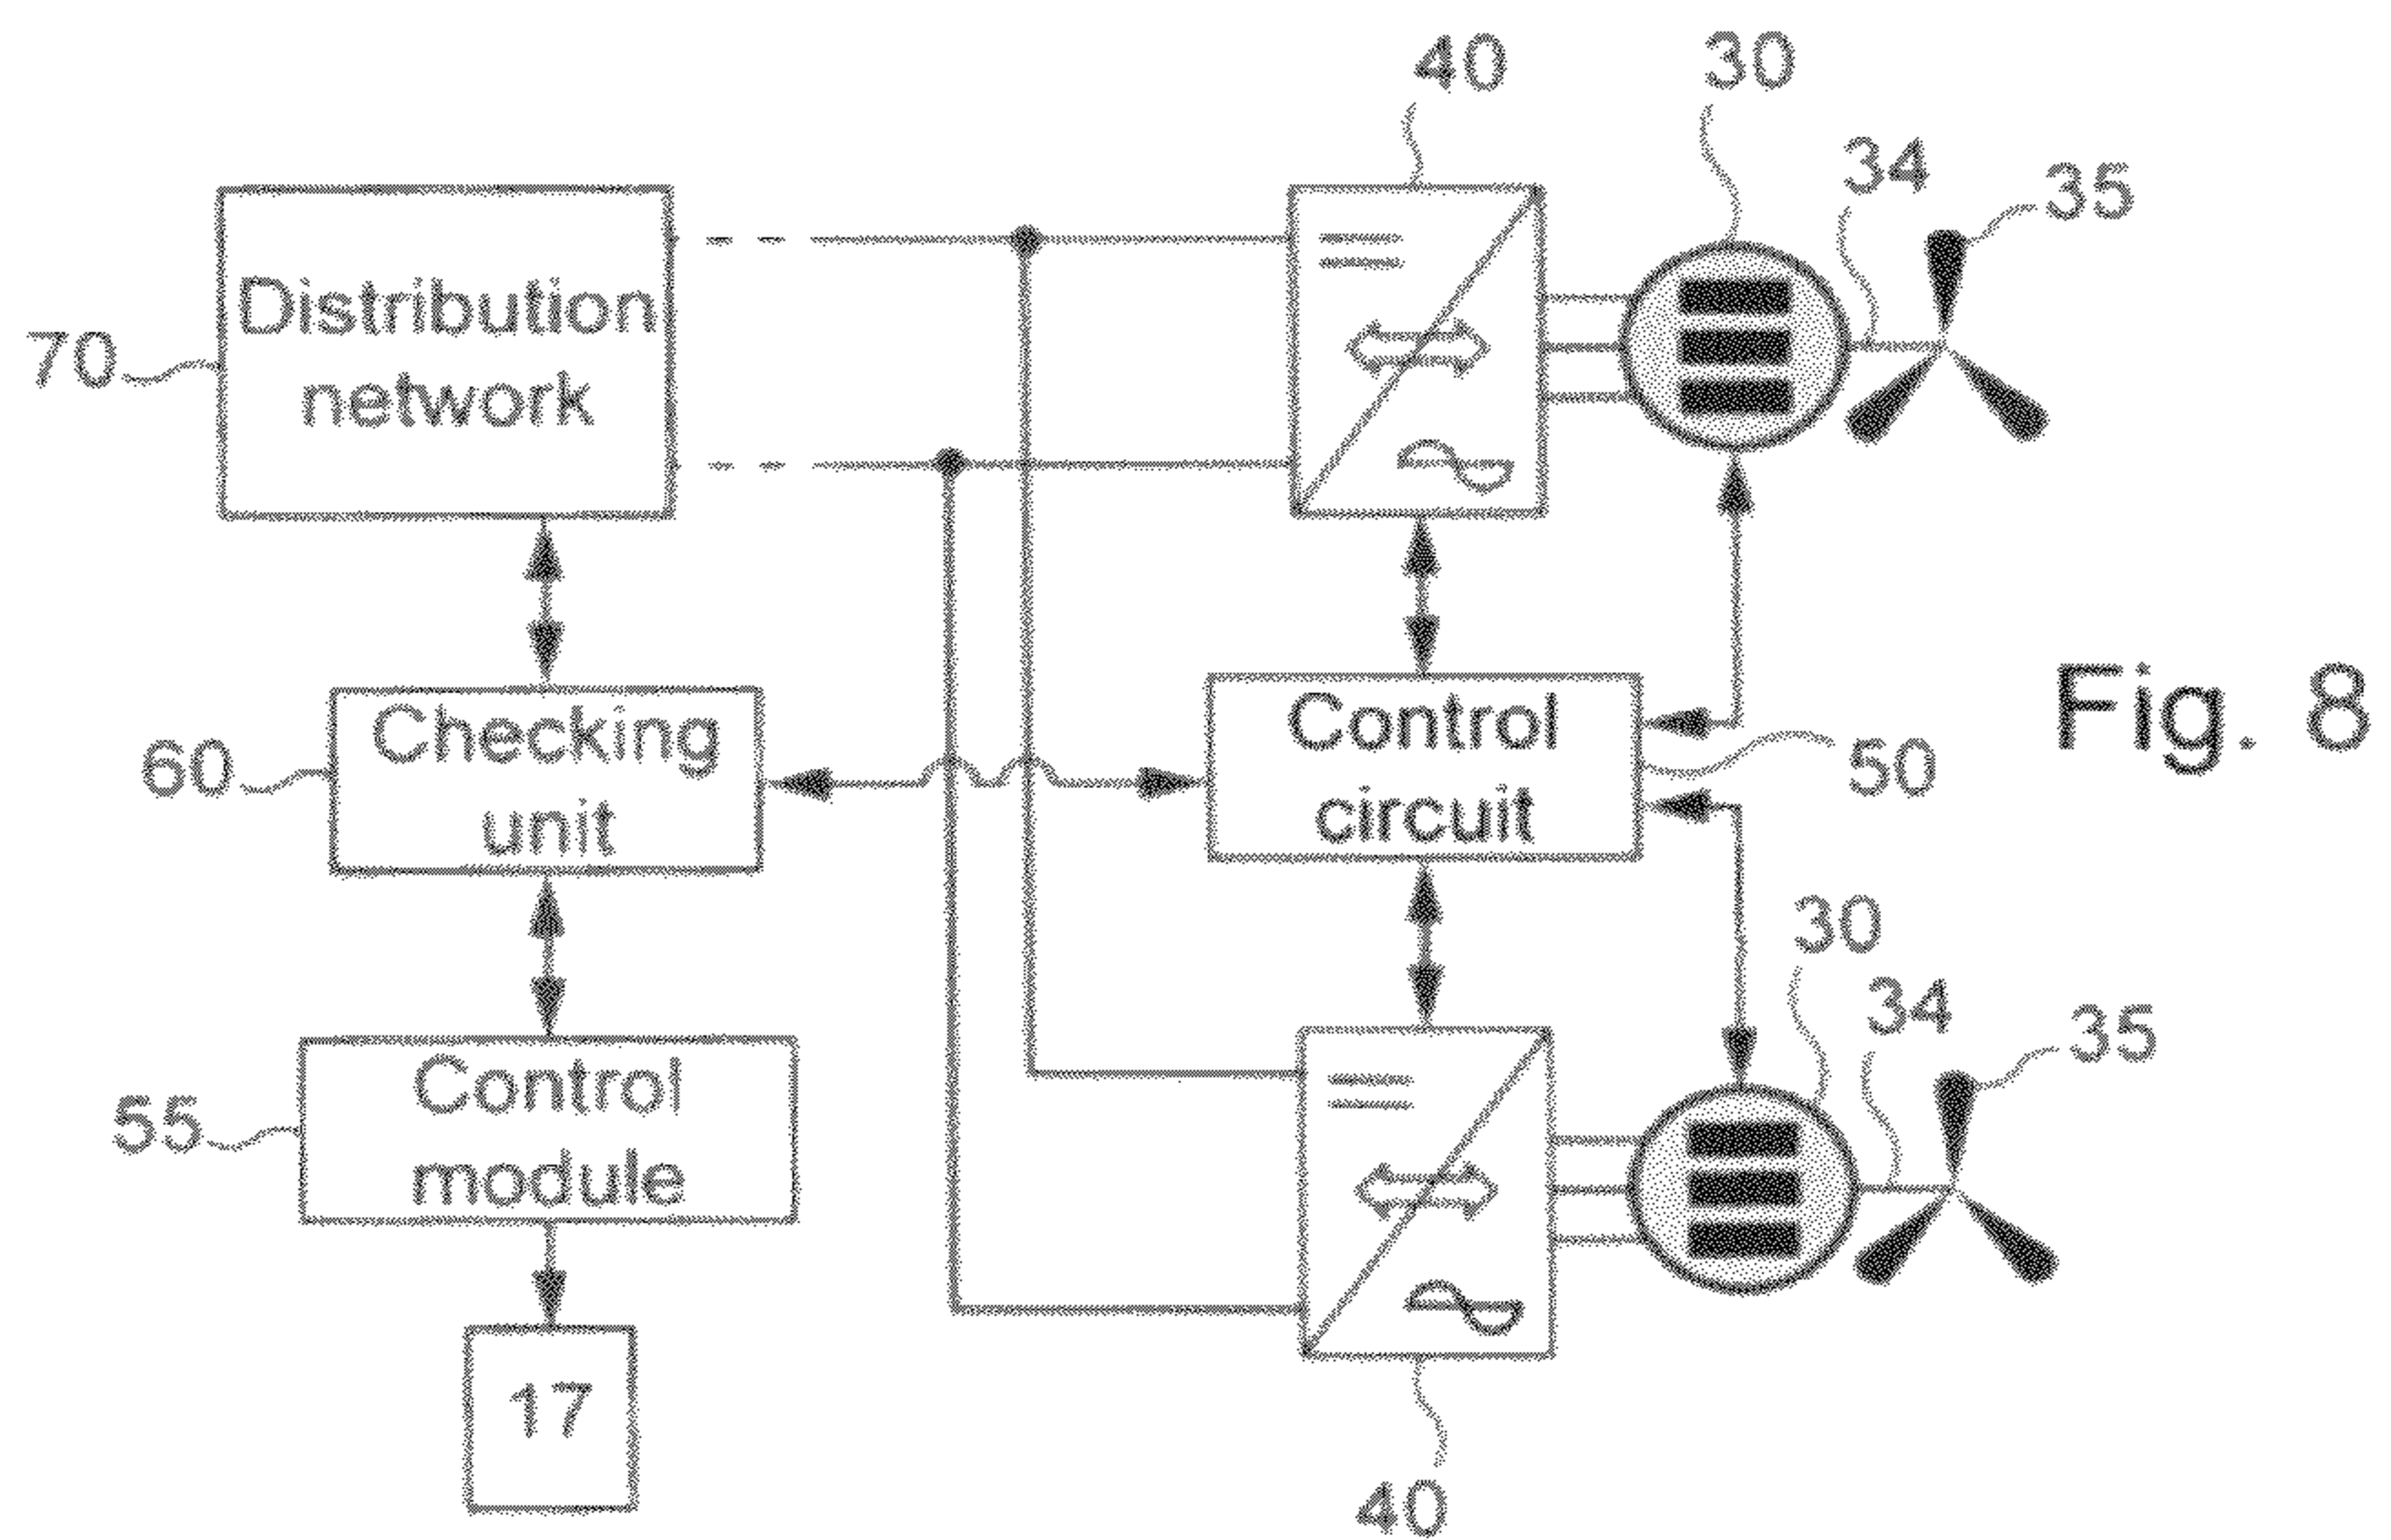 40
30
34
35
Distribution
network
70
Checking
unit
60
Control
circuit
50
Fig. 8
30
34
35
Control
module
55
17
40